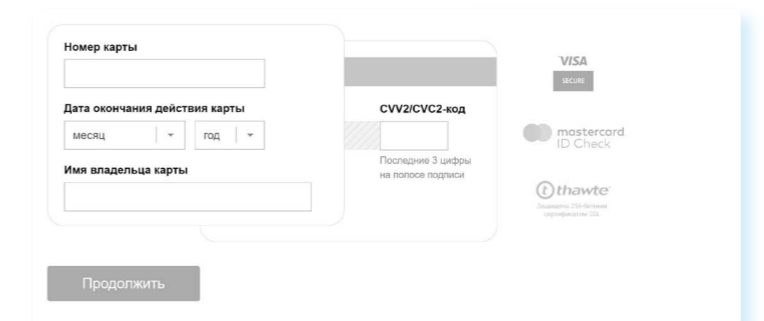 Номер карты
Дата окончания действия карты
месяц
год
Имя владельца карты
CVV2/CVC2-код
Последние 3 цифры
на полосе подписи
VISA
SECURE
mastercard
ID Check
thawte
Продолжить